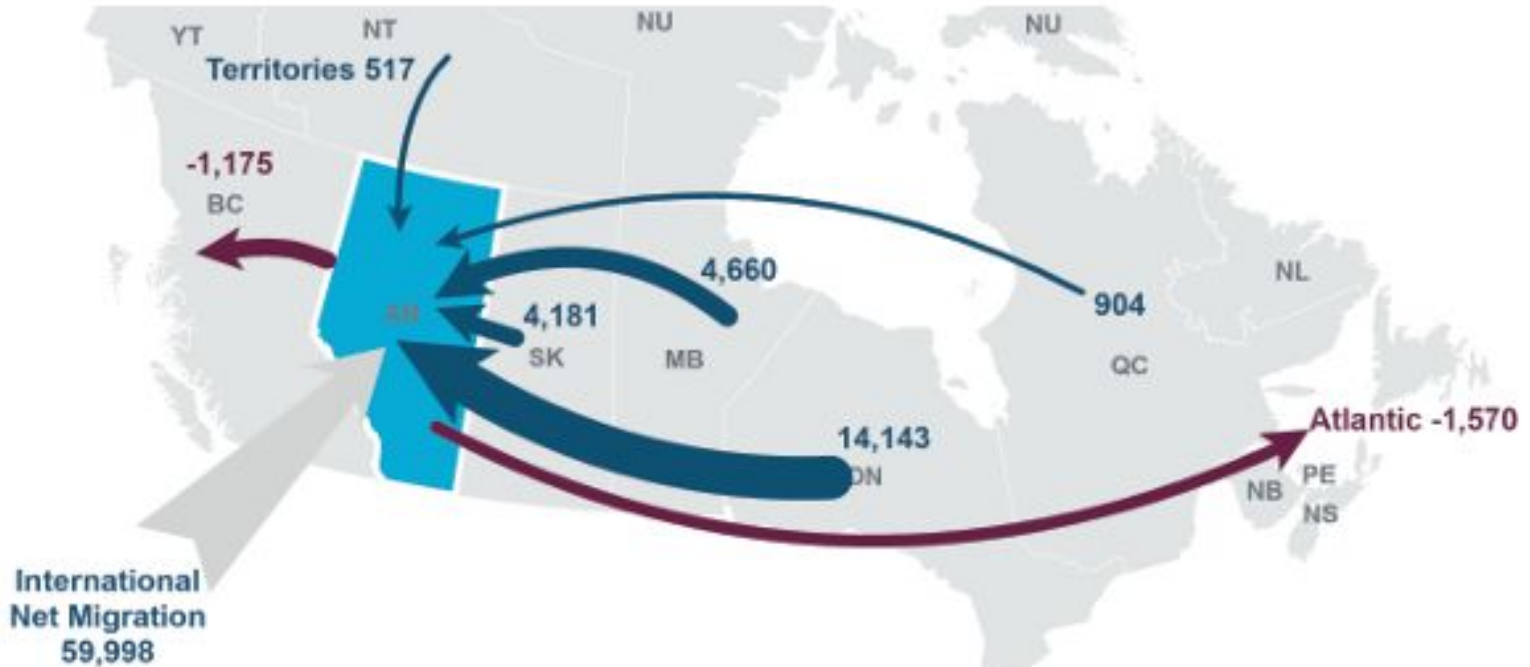 YT
NT
NU
NU
Territories 517
-1,175
BC
4,660
904
NL
AB
4,181
SK
MB
QC
14,143
ON
Atlantic -1,570
PE
NB
NS
International
Net Migration
59,998